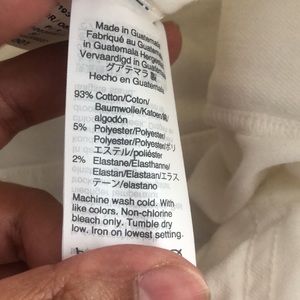 Made in Guatemala
Fabriqué au Guatemala
in Guatemala Hergestellt
Vervaardigd in Guatemala
グアテマラ製
Hecho en Guatemala
93% Cotton/Coton/
Baumwolle/Katoen/綿/
algodón
5% Polyester/Polyester/
Polyester/Polyester/ポリ
エステル/poliéster
2% Elastane/Élasthanne/
Elastan/Elastaan/エラス
テーン/elastano
Machine wash cold. With
like colors. Non-chlorine
bleach only. Tumble dry
low. Iron on lowest setting.